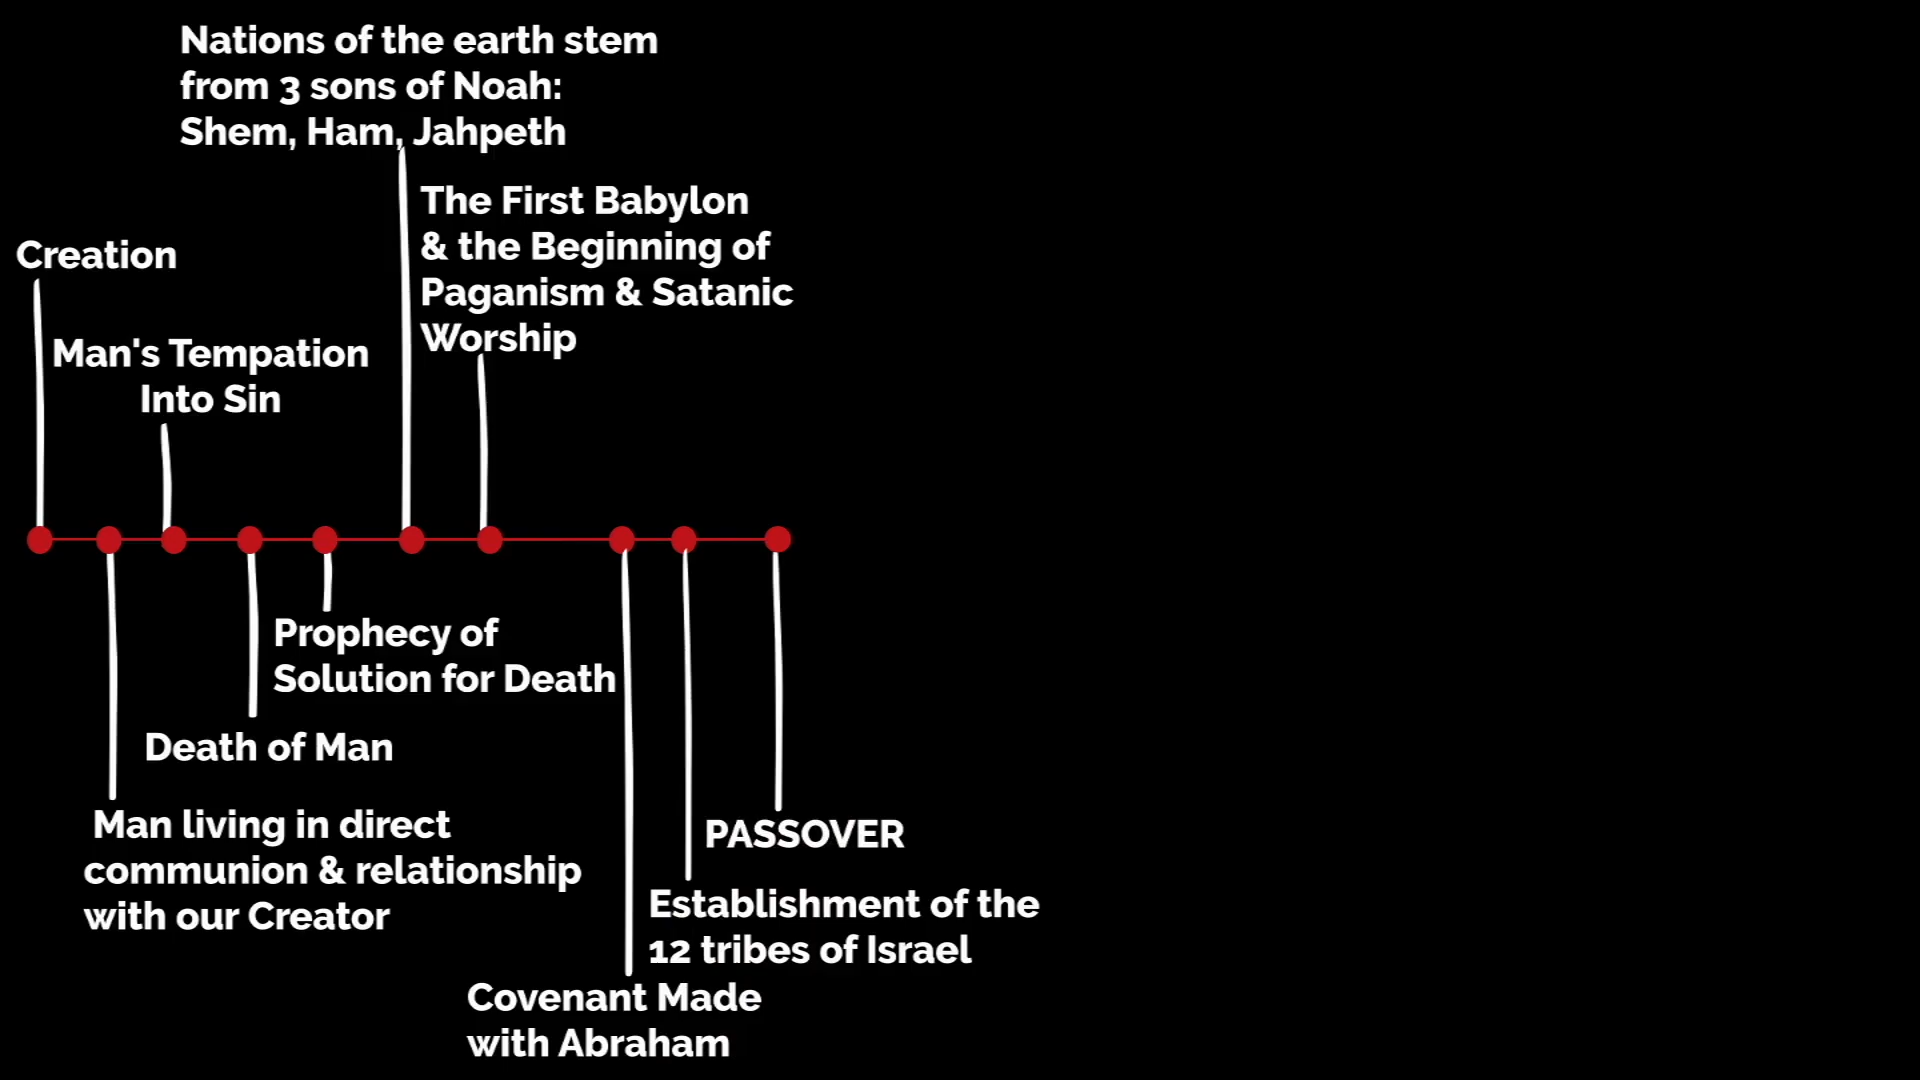 Nations of the earth stem
from 3 sons of Noah:
Shem, Ham, Jahpeth
The First Babylon
& the Beginning of
Paganism & Satanic
Worship
Creation
Man's Tempation
Into Sin
Prophecy of
Solution for Death
Death of Man
Man living in direct
communion & relationship
with our Creator
PASSOVER
Establishment of the
12 tribes of Israel
Covenant Made
with Abraham